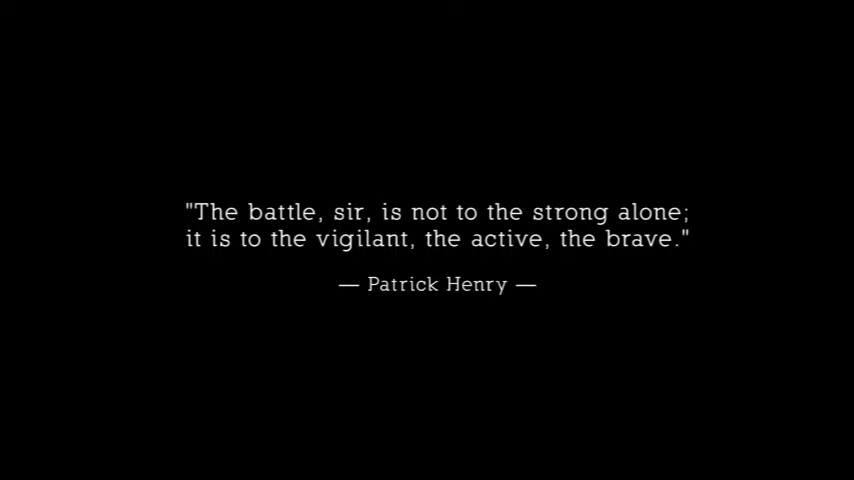 "The battle, sir, is not to the strong alone;
it is to the vigilant, the active, the brave."
— Patrick Henry —